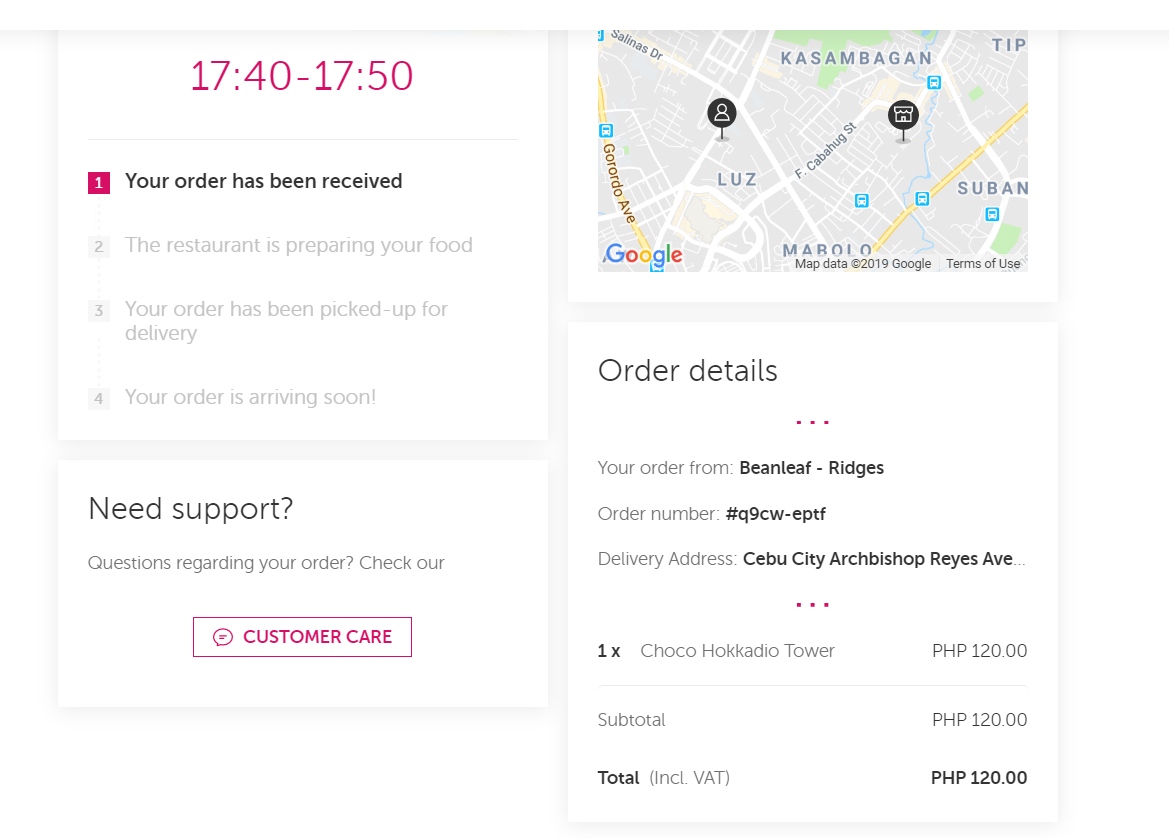 17:40-17:50
1 Your order has been received
2 The restaurant is preparing your food
3 Your order has been picked-up for
delivery
4 Your order is arriving soon!
Need support?
Questions regarding your order? Check our
CUSTOMER CARE
Salinas Dr
KASAMBAGAN
TIP
Gorordo Ave
LUZ
F. Cabahug St
SUBAN
MABOLO
Google
Map data ©2019 Google Terms of Use
Order details
Your order from: Beanleaf - Ridges
Order number: #q9cw-eptf
Delivery Address: Cebu City Archbishop Reyes Ave...
1 x Choco Hokkadio Tower PHP 120.00
Subtotal PHP 120.00
Total (Incl. VAT) PHP 120.00